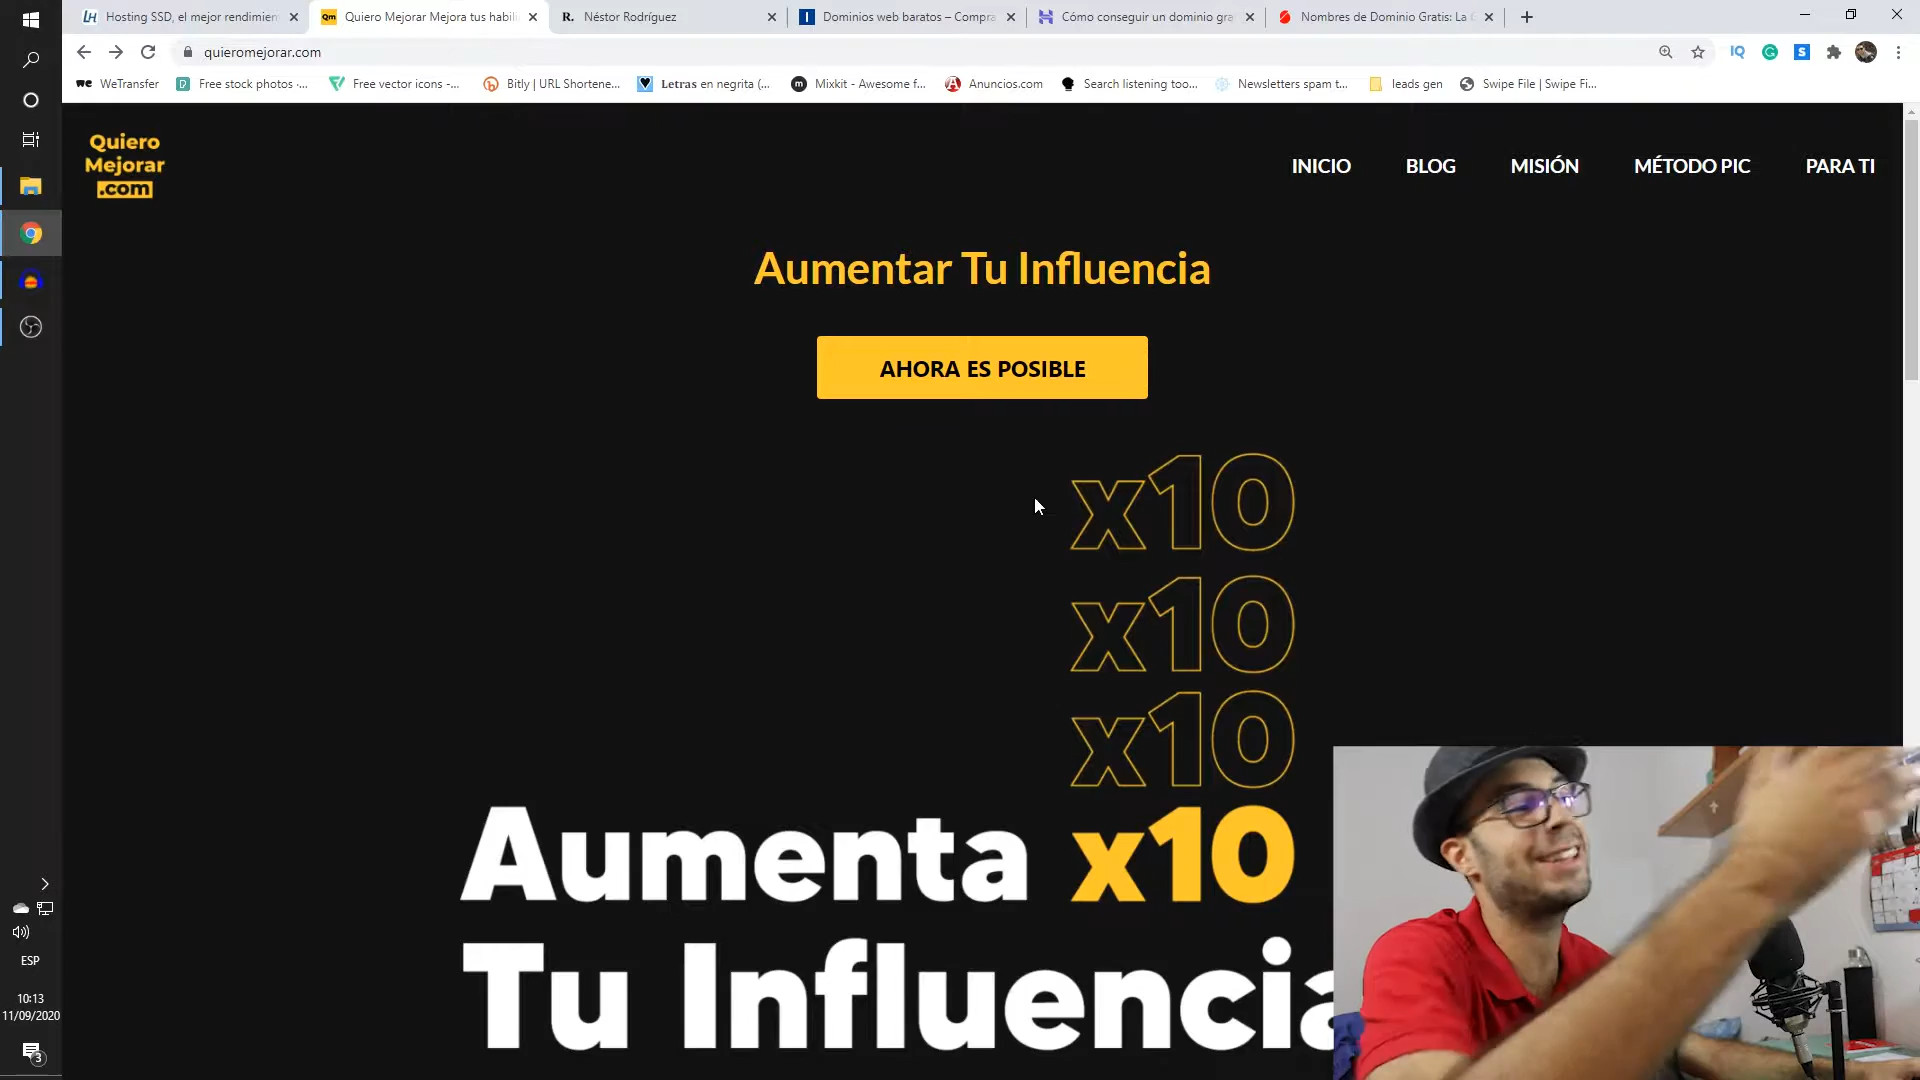 Hosting SSD, el mejor rendimien
Quiero Mejorar Mejora tus habil
Néstor Rodríguez
Dominios web baratos – Compra
Cómo conseguir un dominio gra
Nombres de Dominio Gratis: La G
quieromejorar.com
WeTransfer
Free stock photos ·...
Free vector icons -...
Bitly | URL Shortene...
Letras en negrita (...
Mixkit - Awesome f...
Anuncios.com
Search listening too...
Newsletters spam t...
leads gen
Swipe File | Swipe Fi...
Quiero
Mejorar
.com
INICIO
BLOG
MISIÓN
MÉTODO PIC
PARA TI
Aumentar Tu Influencia
AHORA ES POSIBLE
x10
x10
x10
Aumenta x10
Tu Influencia
ESP
10:13
11/09/2020
3